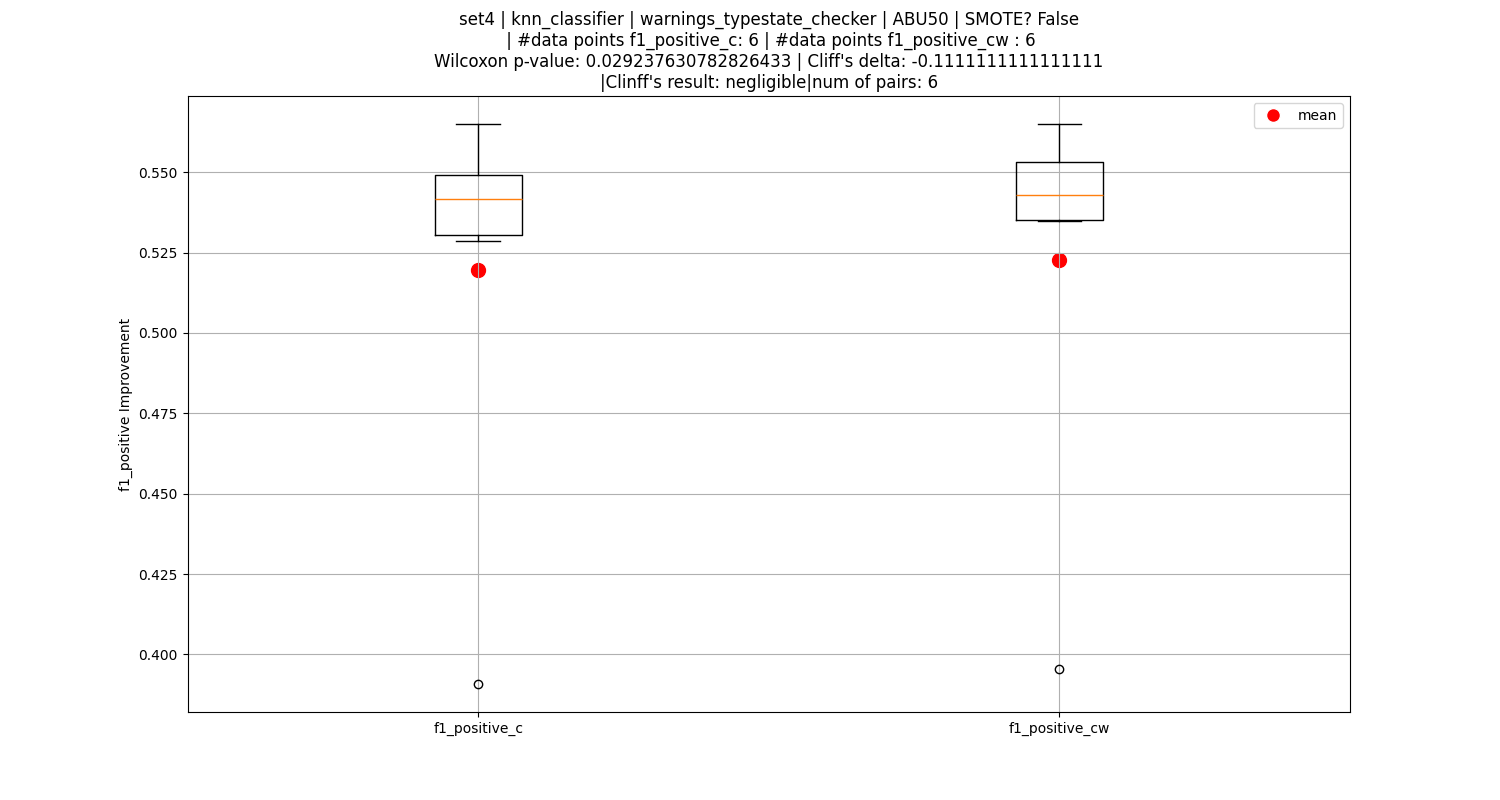 set4 | knn_classifier | warnings_typestate_checker | ABU50 | SMOTE? False
| #data points f1_positive_c: 6 | #data points f1_positive_cw : 6
Wilcoxon p-value: 0.029237630782826433 | Cliff's delta: -0.1111111111111111
|Clinff's result: negligible|num of pairs: 6
mean
f1_positive Improvement
0.550
0.525
0.500
0.475
0.450
0.425
0.400
f1_positive_c
f1_positive_cw